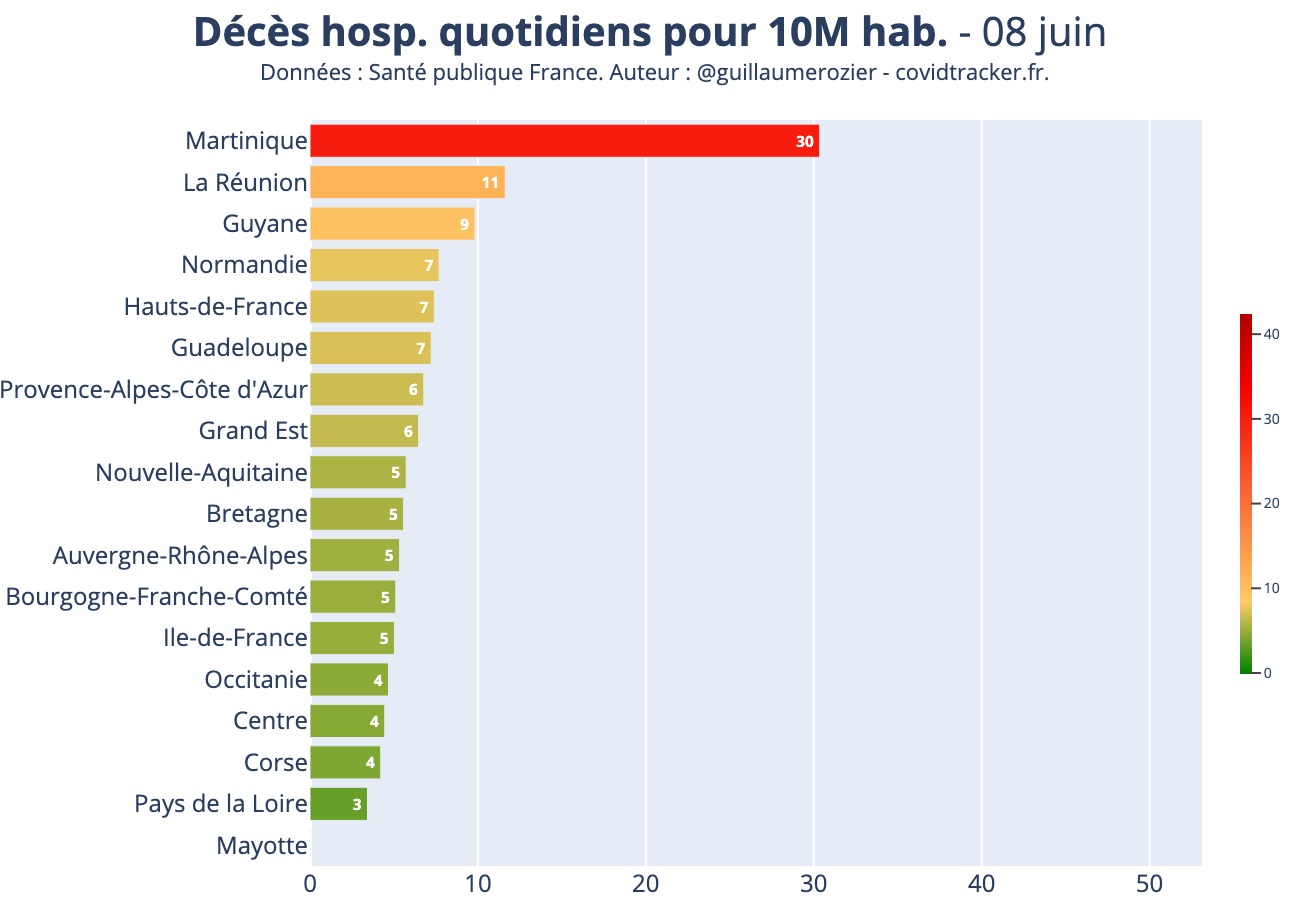 Décès hosp. quotidiens pour 10M hab. - 08 juin
Données : Santé publique France. Auteur : @guillaumerozier - covidtracker.fr.
Martinique 30
La Réunion 11
Guyane 9
Normandie 7
Hauts-de-France 7
Guadeloupe 7
Provence-Alpes-Côte d'Azur 6
Grand Est 6
Nouvelle-Aquitaine 5
Bretagne 5
Auvergne-Rhône-Alpes 5
Bourgogne-Franche-Comté 5
Ile-de-France 5
Occitanie 4
Centre 4
Corse 4
Pays de la Loire 3
Mayotte
0 10 20 30 40 50
40
30
20
10
0